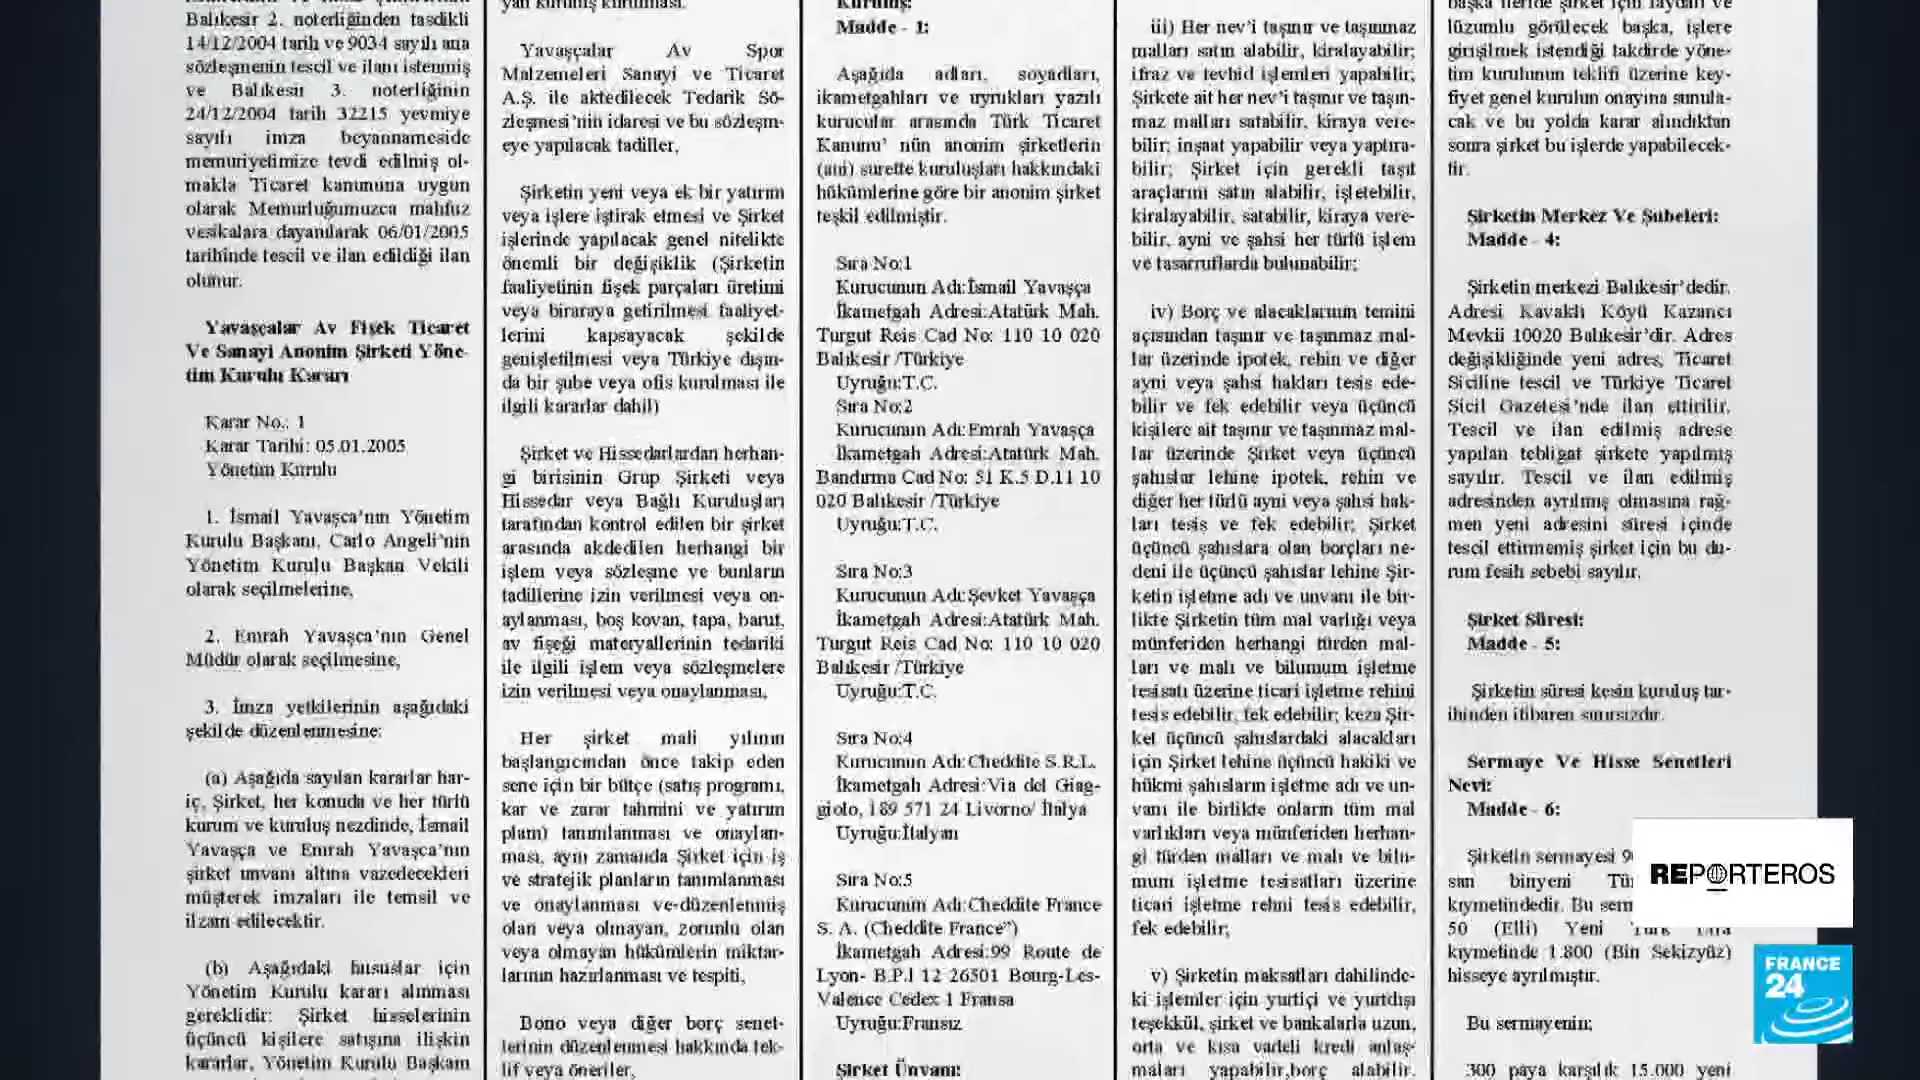 Balıkesir 2. noterliğinden tasdikli
14/12/2004 tarih ve 9034 sayılı ana
sözleşmenin tescil ve ilanı istenmiş
ve Balıkesir 3. noterliğinin
24/12/2004 tarih 32215 yevmiye
sayılı imza beyannameside
memuriyetimize tevdi edilmiş ol-
makla Ticaret kanununa uygun
olarak Memurluğumuzca mahfuz
vesikalara dayanılarak 06/01/2005
tarihinde tescil ve ilan edildiği ilan
olunur.
Yavaşçalar Av Fişek Ticaret
Ve Sanayi Anonim Şirketi Yöne-
tim Kurulu Kararı
Karar No.: 1
Karar Tarihi: 05.01.2005
Yönetim Kurulu
1. İsmail Yavaşca'nın Yönetim
Kurulu Başkanı, Carlo Angeli'nin
Yönetim Kurulu Başkan Vekili
olarak seçilmelerine,
2. Emrah Yavaşca'nın Genel
Müdür olarak seçilmesine,
3. İmza yetkilerinin aşağıdaki
şekilde düzenlenmesine:
(a) Aşağıda sayılan kararlar har-
iç, Şirket, her konuda ve her türlü
kurum ve kuruluş nezdinde, İsmail
Yavaşça ve Emrah Yavaşca'nın
şirket unvanı altına vazedecekleri
müşterek imzaları ile temsil ve
ilzam edilecektir.
(b) Aşağıdaki hususlar için
Yönetim Kurulu kararı alınması
gereklidir: Şirket hisselerinin
üçüncü kişilere satışına ilişkin
kararlar, Yönetim Kurulu Başkanı
yan kuruluş kurulması.
Yavaşçalar Av Spor
Malzemeleri Sanayi ve Ticaret
A.Ş. ile aktedilecek Tedarik Sö-
zleşmesi'nin idaresi ve bu sözleşm-
eye yapılacak tadiller,
Şirketin yeni veya ek bir yatırım
veya işlere iştirak etmesi ve Şirket
işlerinde yapılacak genel nitelikte
önemli bir değişiklik (Şirketin
faaliyetinin fişek parçaları üretimi
veya biraraya getirilmesi faaliyet-
lerini kapsayacak şekilde
genişletilmesi veya Türkiye dışın-
da bir şube veya ofis kurulması ile
ilgili kararlar dahil)
Şirket ve Hissedarlardan herhan-
gi birisinin Grup Şirketi veya
Hissedar veya Bağlı Kuruluşları
tarafından kontrol edilen bir şirket
arasında akdedilen herhangi bir
işlem veya sözleşme ve bunların
tadillerine izin verilmesi veya on-
aylanması, boş kovan, tapa, barut,
av fişeği materyallerinin tedariki
ile ilgili işlem veya sözleşmelere
izin verilmesi veya onaylanması,
Her şirket mali yılının
başlangıcından önce takip eden
sene için bir bütçe (satış programı,
kar ve zarar tahmini ve yatırım
planı) tanımlanması ve onaylan-
ması, aynı zamanda Şirket için iş
ve stratejik planların tanımlanması
ve onaylanması ve-düzenlenmiş
olan veya olmayan, zorunlu olan
veya olmayan hükümlerin miktar-
larının hazırlanması ve tespiti,
Bono veya diğer borç senet-
lerinin düzenlenmesi hakkında tek-
lif veya öneriler,
Kuruluş:
Madde - 1:
Aşağıda adları, soyadları,
ikametgahları ve uyrukları yazılı
kurucular arasında Türk Ticaret
Kanunu' nün anonim şirketlerin
(ani) surette kuruluşları hakkındaki
hükümlerine göre bir anonim şirket
teşkil edilmiştir.
Sıra No:1
Kurucunun Adı:İsmail Yavaşça
İkametgah Adresi:Atatürk Mah.
Turgut Reis Cad No: 110 10 020
Balıkesir /Türkiye
Uyruğu:T.C.
Sıra No:2
Kurucunun Adı:Emrah Yavaşça
İkametgah Adresi:Atatürk Mah.
Bandırma Cad No: 51 K.5 D.11 10
020 Balıkesir /Türkiye
Uyruğu:T.C.
Sıra No:3
Kurucunun Adı:Şevket Yavaşça
İkametgah Adresi:Atatürk Mah.
Turgut Reis Cad No: 110 10 020
Balıkesir /Türkiye
Uyruğu:T.C.
Sıra No:4
Kurucunun Adı:Cheddite S.R.L.
İkametgah Adresi:Via del Giag-
giolo, 189 571 24 Livorno/ İtalya
Uyruğu:İtalyan
Sıra No:5
Kurucunun Adı:Cheddite France
S. A. (Cheddite France")
İkametgah Adresi:99 Route de
Lyon- B.P.l 12 26501 Bourg-Les-
Valence Cedex 1 Fransa
Uyruğu:Fransız
Şirket Ünvanı:
iii) Her nev'i taşınır ve taşınmaz
malları satın alabilir, kiralayabilir;
ifraz ve tevhid işlemleri yapabilir,
Şirkete ait her nev'i taşınır ve taşın-
maz malları satabilir, kiraya vere-
bilir; inşaat yapabilir veya yaptıra-
bilir; Şirket için gerekli taşıt
araçlarını satın alabilir, işletebilir,
kiralayabilir, satabilir, kiraya vere-
bilir, ayni ve şahsi her türlü işlem
ve tasarruflarda bulunabilir;
iv) Borç ve alacaklarının temini
açısından taşınır ve taşınmaz mal-
lar üzerinde ipotek, rehin ve diğer
ayni veya şahsi hakları tesis ede-
bilir ve fek edebilir veya üçüncü
kişilere ait taşınır ve taşınmaz mal-
lar üzerinde Şirket veya üçüncü
şahıslar lehine ipotek, rehin ve
diğer her türlü ayni veya şahsi hak-
ları tesis ve fek edebilir; Şirket
üçüncü şahıslara olan borçları ne-
deni ile üçüncü şahıslar lehine Şir-
ketin işletme adı ve unvanı ile bir-
likte Şirketin tüm mal varlığı veya
münferiden herhangi türden mal-
ları ve malı ve bilumum işletme
tesisatı üzerine ticari işletme rehini
tesis edebilir, fek edebilir; keza Şir-
ket üçüncü şahıslardaki alacakları
için Şirket lehine üçüncü hakiki ve
hükmi şahısların işletme adı ve un-
vanı ile birlikte onların tüm mal
varlıkları veya münferiden herhan-
gi türden malları ve malı ve bilu-
mum işletme tesisatları üzerine
ticari işletme rehni tesis edebilir,
fek edebilir;
v) Şirketin maksatları dahilinde-
ki işlemler için yurtiçi ve yurtdışı
teşekkül, şirket ve bankalarla uzun,
orta ve kısa vadeli kredi anlaş-
maları yapabilir,borç alabilir.
başka ileride şirket için faydalı ve
lüzumlu görülecek başka, işlere
girişilmek istendiği takdirde yöne-
tim kurulunun teklifi üzerine key-
fiyet genel kurulun onayına sunula-
cak ve bu yolda karar alındıktan
sonra şirket bu işlerde yapabilecek-
tir.
Şirketin Merkez Ve Şubeleri:
Madde - 4:
Şirketin merkezi Balıkesir'dedir.
Adresi Kavaklı Köyü Kazancı
Mevkii 10020 Balıkesir'dir. Adres
değişikliğinde yeni adres, Ticaret
Siciline tescil ve Türkiye Ticaret
Sicil Gazetesi'nde ilan ettirilir.
Tescil ve ilan edilmiş adrese
yapılan tebligat şirkete yapılmış
sayılır. Tescil ve ilan edilmiş
adresinden ayrılmış olmasına rağ-
men yeni adresini süresi içinde
tescil ettirmemiş şirket için bu du-
rum fesih sebebi sayılır.
Şirket Süresi:
Madde - 5:
Şirketin süresi kesin kuruluş tar-
ihinden itibaren sınırsızdır.
Sermaye Ve Hisse Senetleri
Nevi:
Madde - 6:
Şirketin sermayesi
san binyeni
kıymetindedir. Bu
50 (Elli) Yeni Türk Lira
kıymetinde 1.800 (Bin Sekizyüz)
hisseye ayrılmıştır.
Bu sermayenin;
300 paya karşılık 15.000 yeni
REPORTEROS
FRANCE
24